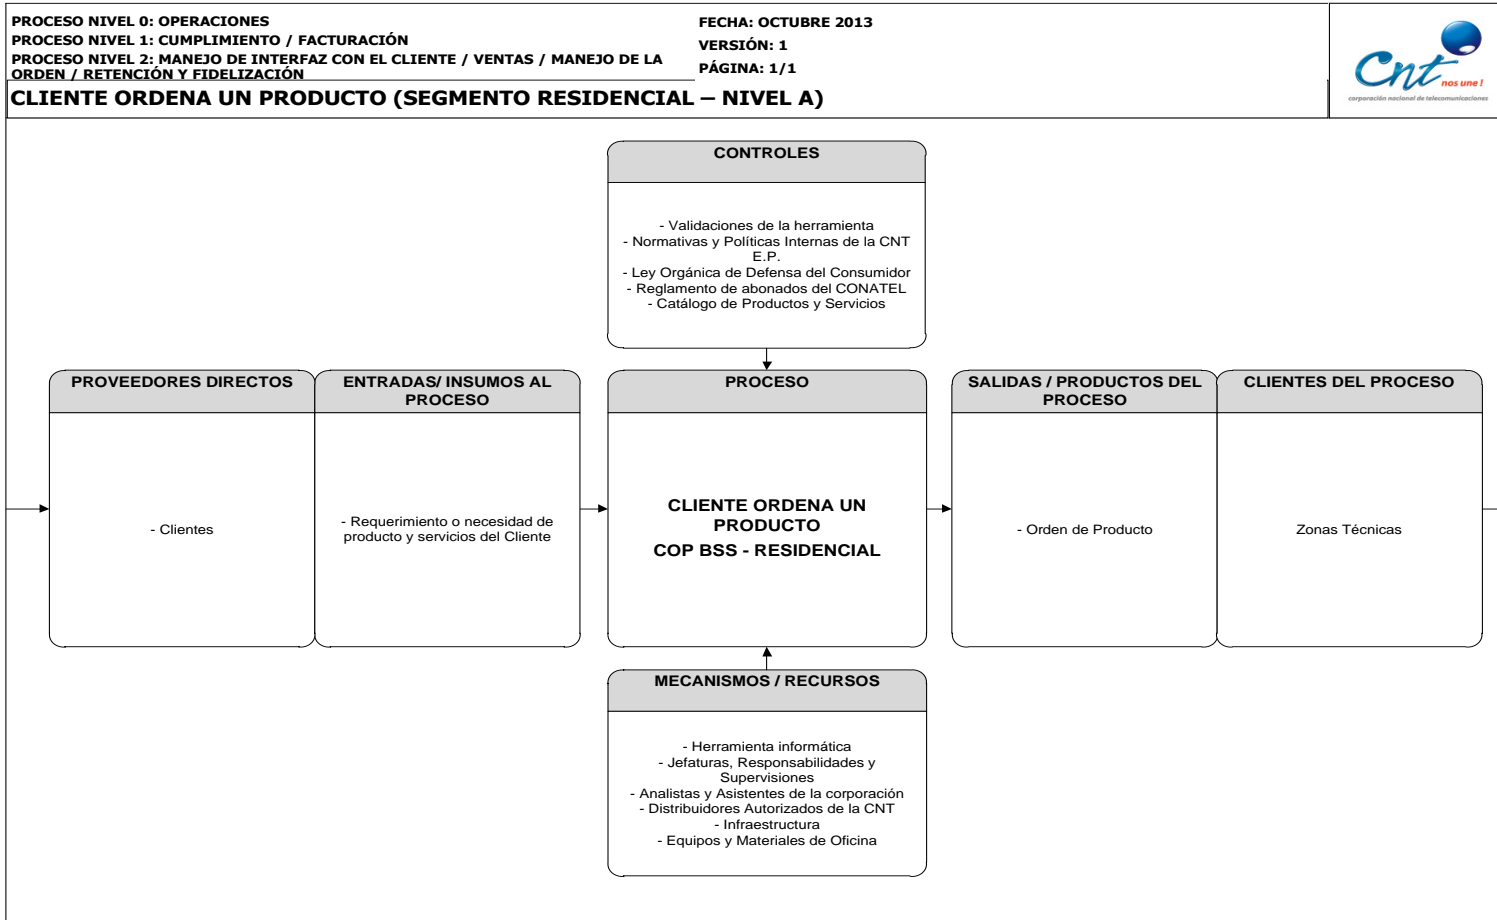 PROCESO NIVEL 0: OPERACIONES
PROCESO NIVEL 1: CUMPLIMIENTO / FACTURACIÓN
PROCESO NIVEL 2: MANEJO DE INTERFAZ CON EL CLIENTE / VENTAS / MANEJO DE LA
ORDEN / RETENCIÓN Y FIDELIZACIÓN
FECHA: OCTUBRE 2013
VERSIÓN: 1
PÁGINA: 1/1
CLIENTE ORDENA UN PRODUCTO (SEGMENTO RESIDENCIAL – NIVEL A)
Cnt
nos une !
corporación nacional de telecomunicaciones
CONTROLES
- Validaciones de la herramienta
- Normativas y Políticas Internas de la CNT
E.P.
- Ley Orgánica de Defensa del Consumidor
- Reglamento de abonados del CONATEL
- Catálogo de Productos y Servicios
PROVEEDORES DIRECTOS
- Clientes
ENTRADAS/ INSUMOS AL
PROCESO
- Requerimiento o necesidad de
producto y servicios del Cliente
PROCESO
CLIENTE ORDENA UN
PRODUCTO
COP BSS - RESIDENCIAL
SALIDAS / PRODUCTOS DEL
PROCESO
- Orden de Producto
CLIENTES DEL PROCESO
Zonas Técnicas
MECANISMOS / RECURSOS
- Herramienta informática
- Jefaturas, Responsabilidades y
Supervisiones
- Analistas y Asistentes de la corporación
- Distribuidores Autorizados de la CNT
- Infraestructura
- Equipos y Materiales de Oficina